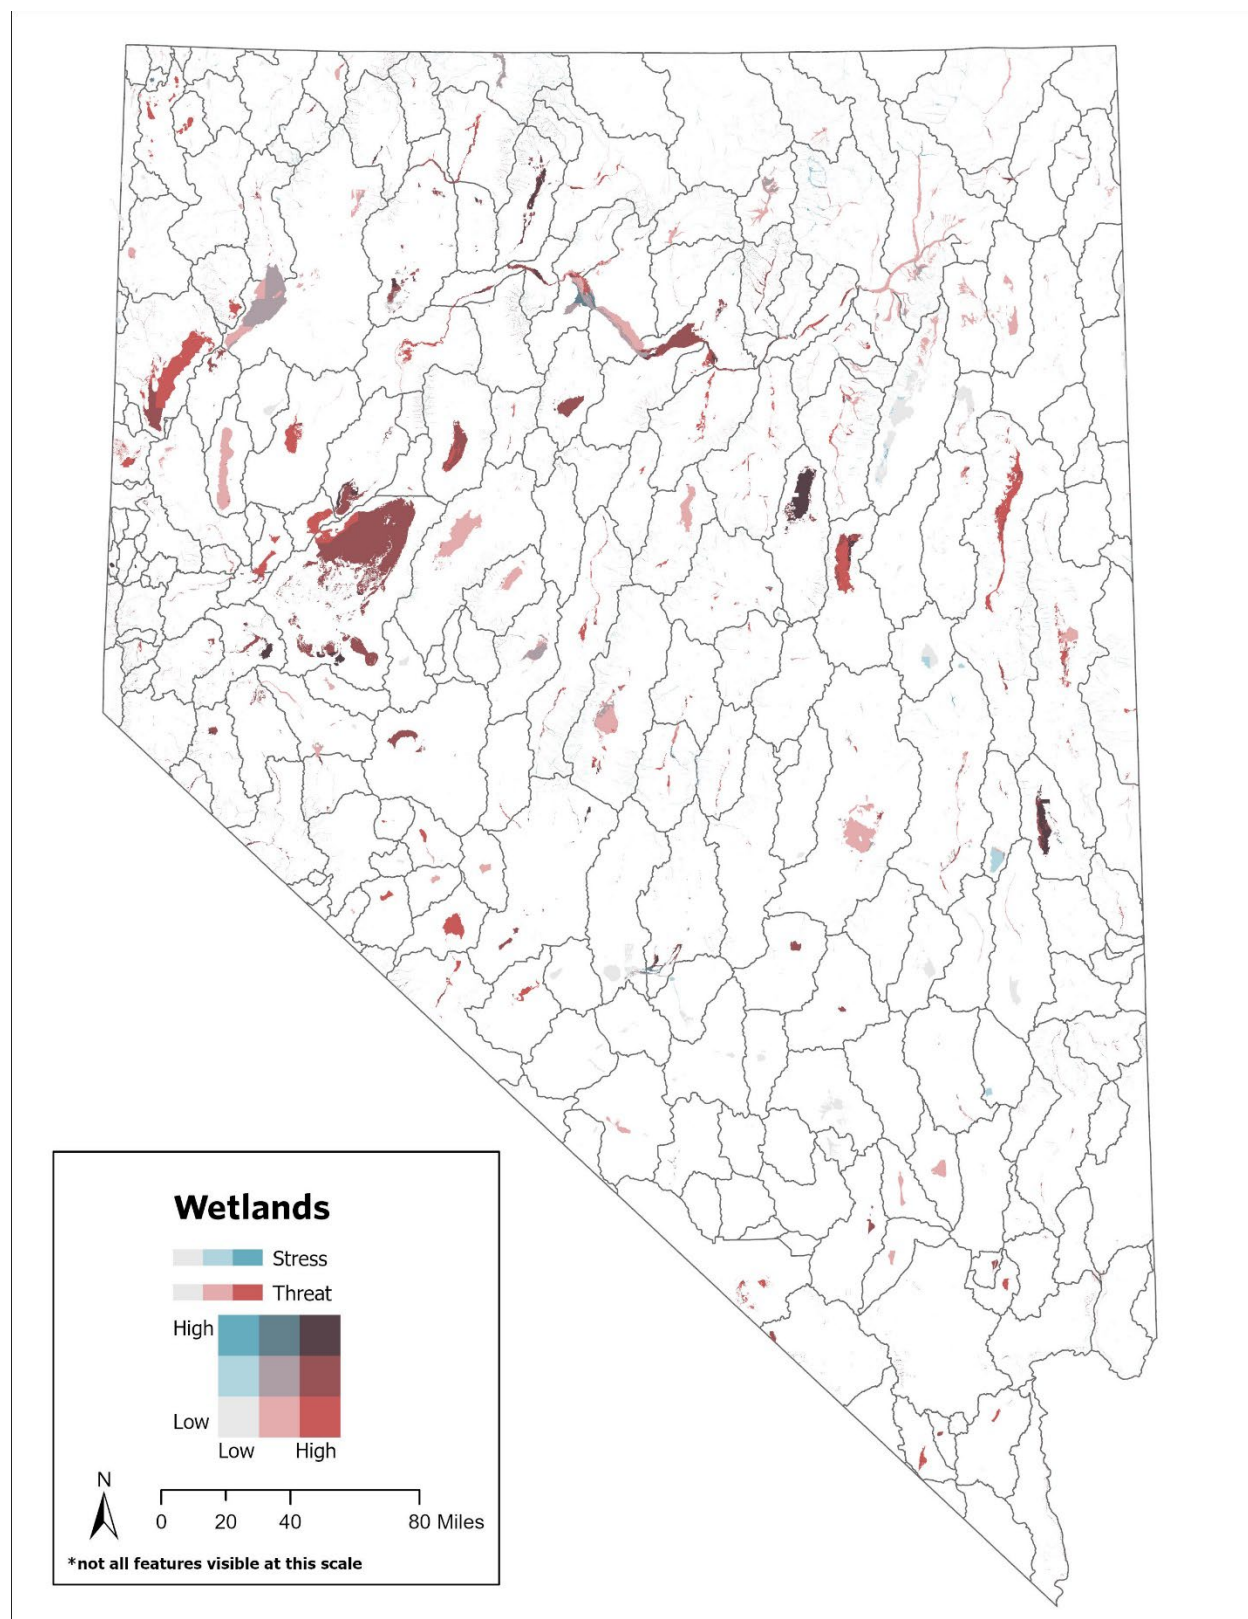 Wetlands
Stress
Threat
High
Low
Low High
N
0 20 40 80 Miles
*not all features visible at this scale